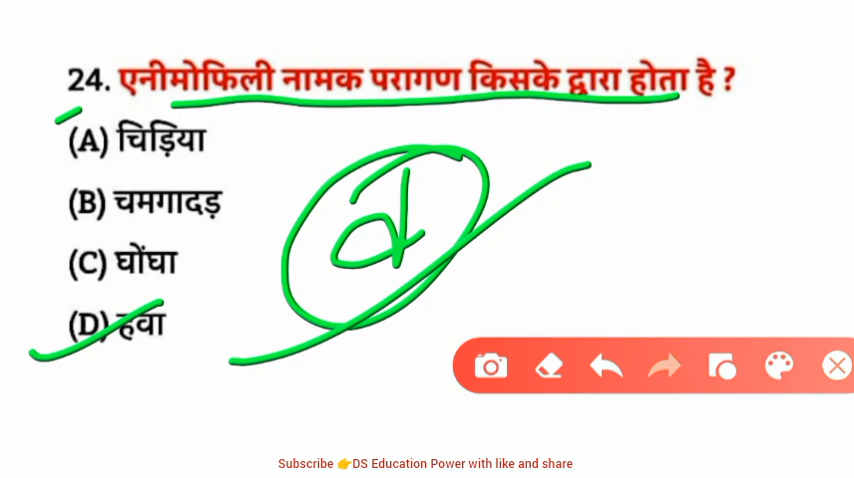 24. एनीमोफिली नामक परागण किसके द्वारा होता है ?
(A) चिड़िया
(B) चमगादड़
(C) घोंघा
(D) हवा
d
Subscribe 👉DS Education Power with like and share